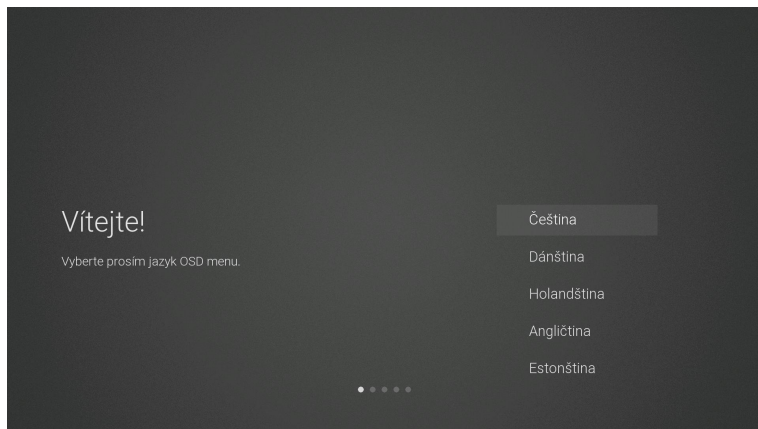 Vítejte!
Vyberte prosím jazyk OSD menu.
Čeština
Dánština
Holandština
Angličtina
Estonština